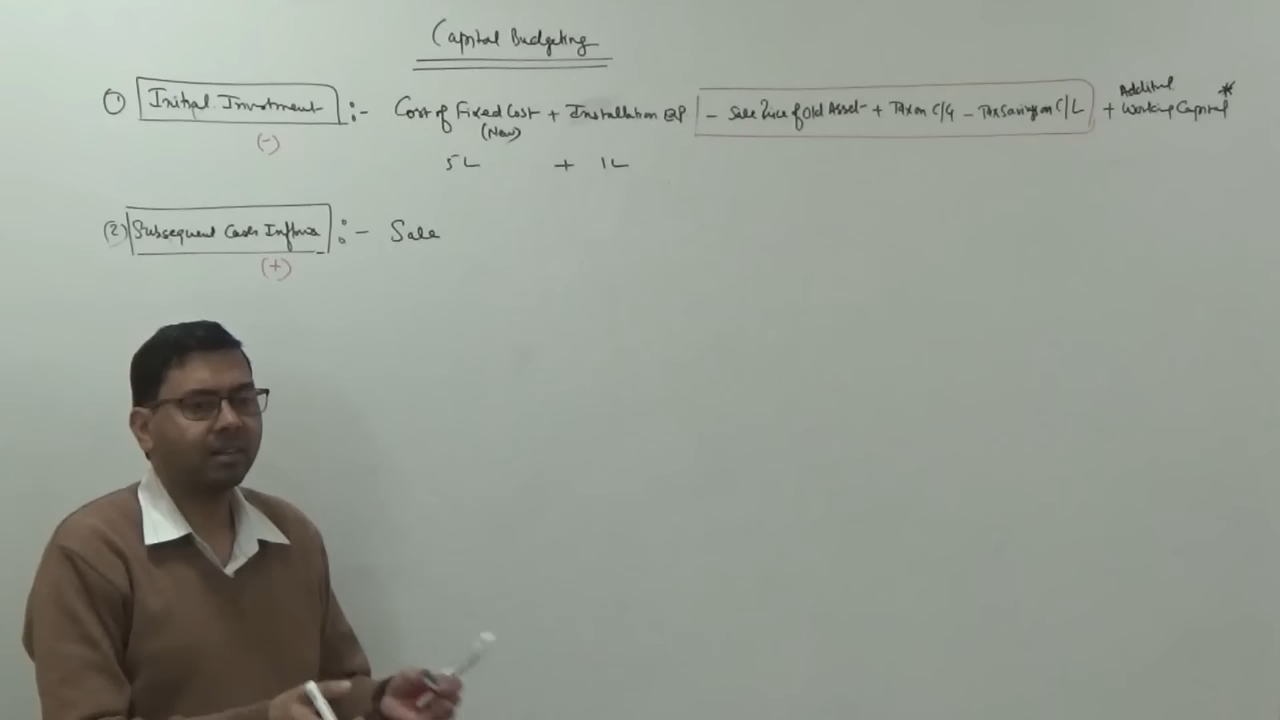 Capital Budgeting
① Initial Investment :- Cost of Fixed Cost + Installation Exp - Sale Price of Old Asset + Tax on C/G - Tax Saving on C/L + Additional Working Capital *
(New)
(-)
5L + 1L
(2) Subsequent Cash Inflows :- Sale
(+)